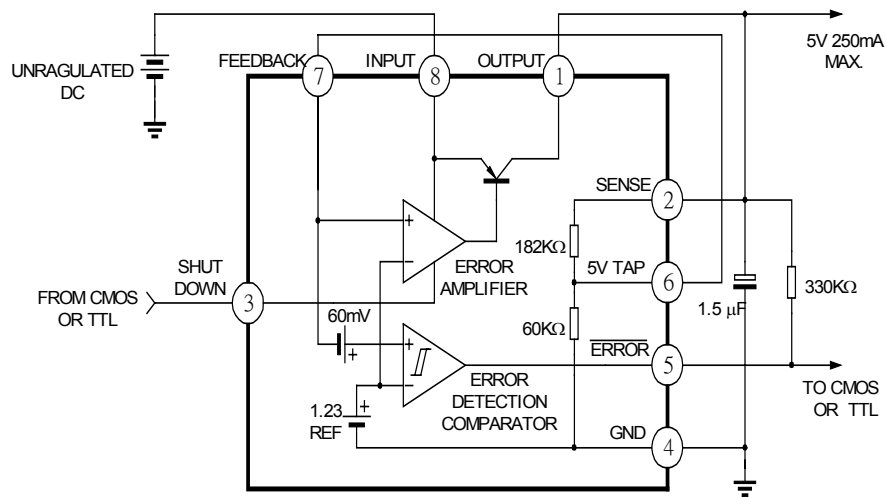 FEEDBACK
INPUT
OUTPUT
7
8
1
5V 250mA
MAX.
UNRAGULATED
DC
SENSE
2
182KΩ
5V TAP
6
SHUT
DOWN
ERROR
AMPLIFIER
FROM CMOS
OR TTL
3
60mV
60KΩ
1.5 μF
330KΩ
ERROR
5
ERROR
DETECTION
COMPARATOR
1.23
REF
TO CMOS
OR TTL
GND
4
+
−
+
+
−
+